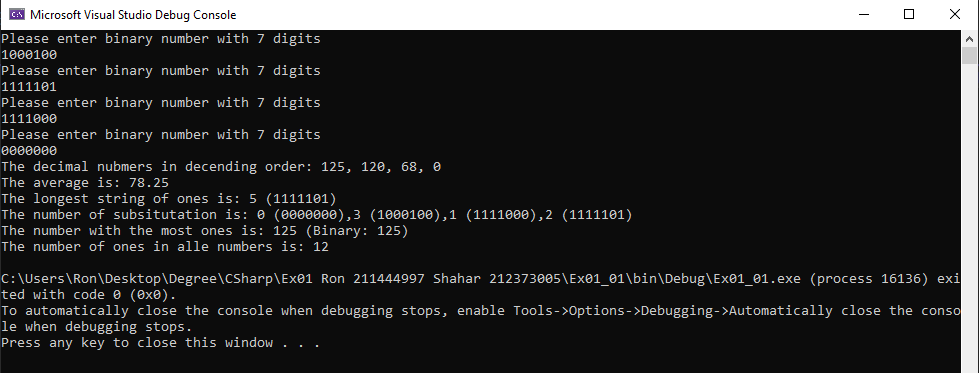 Microsoft Visual Studio Debug Console
Please enter binary number with 7 digits
1000100
Please enter binary number with 7 digits
1111101
Please enter binary number with 7 digits
1111000
Please enter binary number with 7 digits
0000000
The decimal nubmers in decending order: 125, 120, 68, 0
The average is: 78.25
The longest string of ones is: 5 (1111101)
The number of subsitutation is: 0 (0000000),3 (1000100),1 (1111000),2 (1111101)
The number with the most ones is: 125 (Binary: 125)
The number of ones in alle numbers is: 12
C:\Users\Ron\Desktop\Degree\CSharp\Ex01 Ron 211444997 Shahar 212373005\Ex01_01\bin\Debug\Ex01_01.exe (process 16136) exi
ted with code 0 (0x0).
To automatically close the console when debugging stops, enable Tools->Options->Debugging->Automatically close the conso
le when debugging stops.
Press any key to close this window . . .